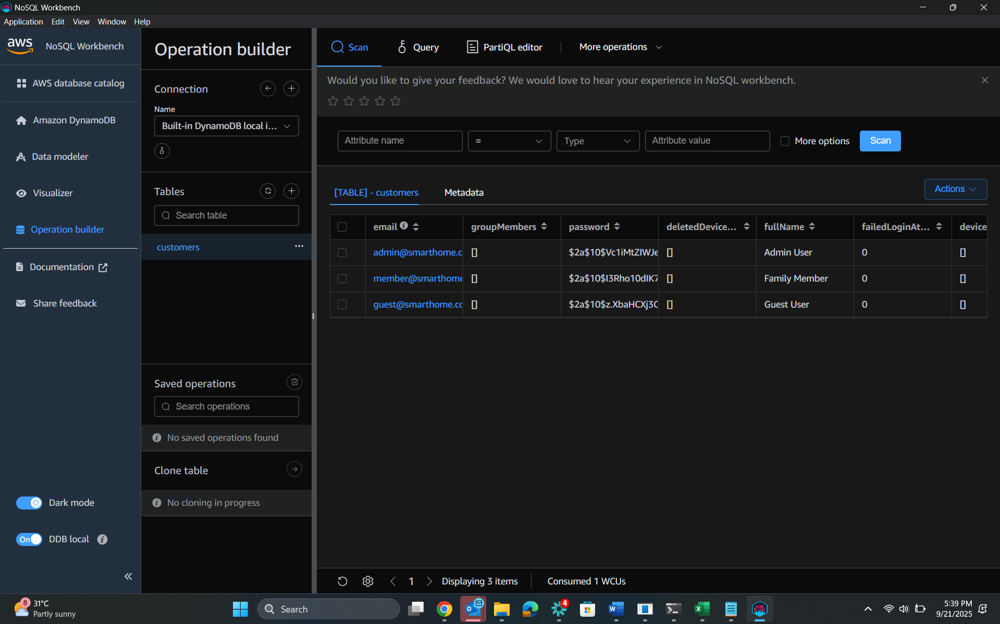 NoSQL Workbench
Application Edit View Window Help
aws NoSQL Workbench
AWS database catalog
Amazon DynamoDB
Data modeler
Visualizer
Operation builder
Documentation
Share feedback
Dark mode
On DDB local
Operation builder
Connection
Name
Built-in DynamoDB local i...
Tables
Search table
customers
Saved operations
Search operations
No saved operations found
Clone table
No cloning in progress
Scan Query PartiQL editor More operations
Would you like to give your feedback? We would love to hear your experience in NoSQL workbench.
Attribute name = Type Attribute value More options Scan
[TABLE] - customers Metadata Actions
email groupMembers password deletedDevice... fullName failedLoginAt... device
admin@smarthome.c [] $2a$10$Vc1iMtZIWJe [] Admin User 0 []
member@smarthome [] $2a$10$I3Rho10dIK7 [] Family Member 0 []
guest@smarthome.cc [] $2a$10$z.XbaHCXj3C [] Guest User 0 []
1 Displaying 3 items Consumed 1 WCUs
8 31°C
Partly sunny
Search
4
5:39 PM
9/21/2025